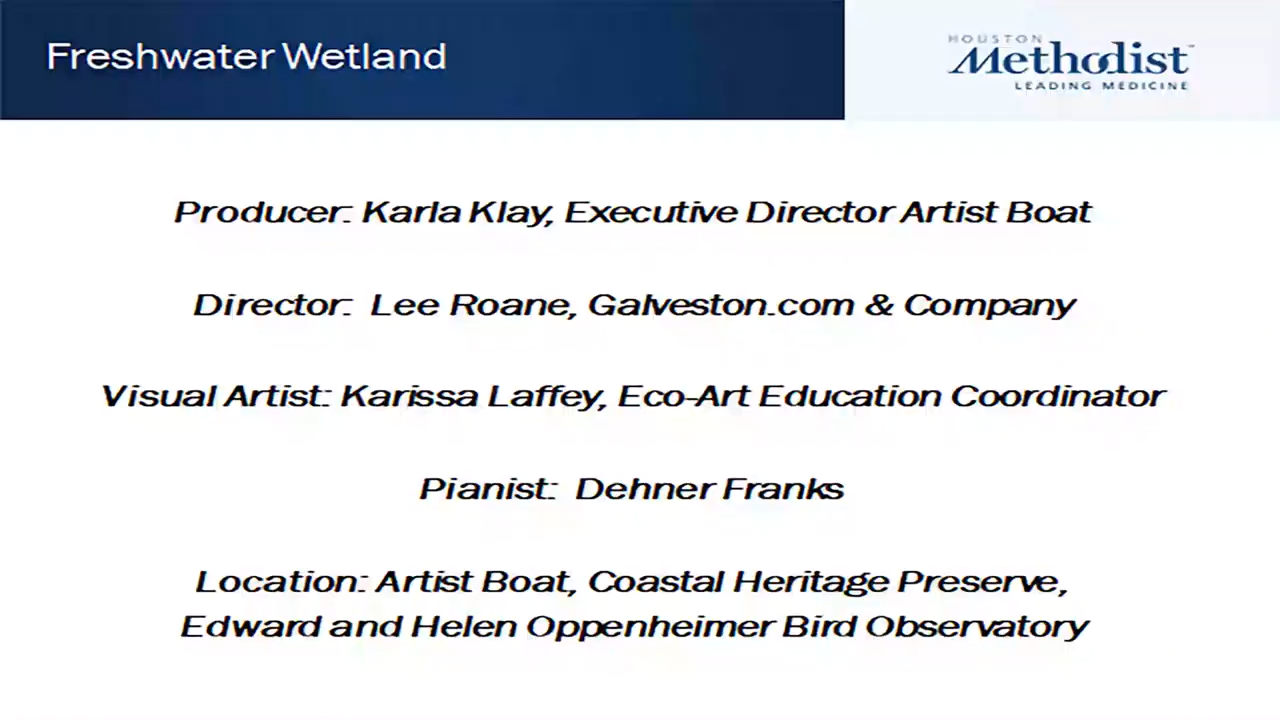 Freshwater Wetland
HOUSTON
Methodist
LEADING MEDICINE
Producer: Karla Klay, Executive Director Artist Boat
Director: Lee Roane, Galveston.com & Company
Visual Artist: Karissa Laffey, Eco-Art Education Coordinator
Pianist: Dehner Franks
Location: Artist Boat, Coastal Heritage Preserve,
Edward and Helen Oppenheimer Bird Observatory